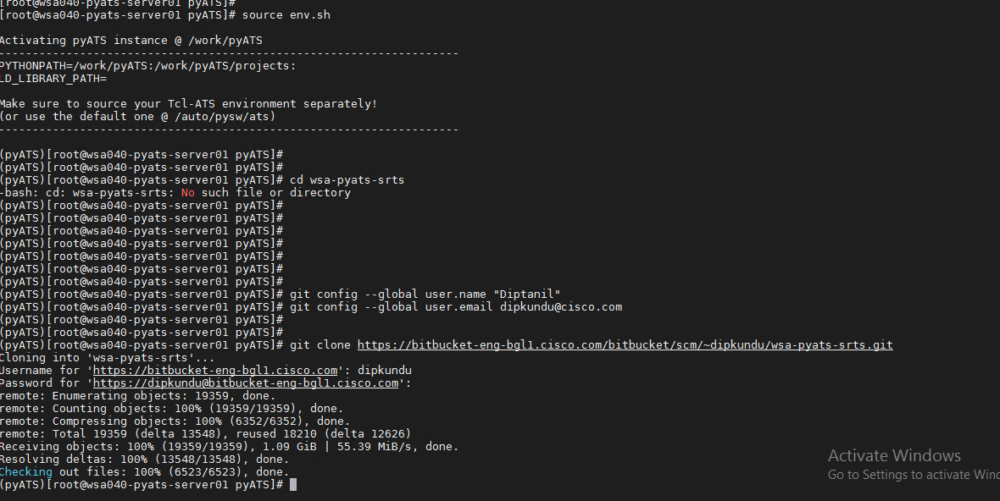 [root@wsa040-pyats-server01 pyATS]#
[root@wsa040-pyats-server01 pyATS]# source env.sh
Activating pyATS instance @ /work/pyATS
--------------------------------------------------------------------
PYTHONPATH=/work/pyATS:/work/pyATS/projects:
LD_LIBRARY_PATH=
Make sure to source your Tcl-ATS environment separately!
(or use the default one @ /auto/pysw/ats)
--------------------------------------------------------------------
(pyATS)[root@wsa040-pyats-server01 pyATS]#
(pyATS)[root@wsa040-pyats-server01 pyATS]#
(pyATS)[root@wsa040-pyats-server01 pyATS]# cd wsa-pyats-srts
-bash: cd: wsa-pyats-srts: No such file or directory
(pyATS)[root@wsa040-pyats-server01 pyATS]#
(pyATS)[root@wsa040-pyats-server01 pyATS]#
(pyATS)[root@wsa040-pyats-server01 pyATS]#
(pyATS)[root@wsa040-pyats-server01 pyATS]#
(pyATS)[root@wsa040-pyats-server01 pyATS]#
(pyATS)[root@wsa040-pyats-server01 pyATS]#
(pyATS)[root@wsa040-pyats-server01 pyATS]#
(pyATS)[root@wsa040-pyats-server01 pyATS]# git config --global user.name "Diptanil"
(pyATS)[root@wsa040-pyats-server01 pyATS]# git config --global user.email dipkundu@cisco.com
(pyATS)[root@wsa040-pyats-server01 pyATS]#
(pyATS)[root@wsa040-pyats-server01 pyATS]#
(pyATS)[root@wsa040-pyats-server01 pyATS]# git clone https://bitbucket-eng-bgl1.cisco.com/bitbucket/scm/~dipkundu/wsa-pyats-srts.git
Cloning into 'wsa-pyats-srts'...
Username for 'https://bitbucket-eng-bgl1.cisco.com': dipkundu
Password for 'https://dipkundu@bitbucket-eng-bgl1.cisco.com':
remote: Enumerating objects: 19359, done.
remote: Counting objects: 100% (19359/19359), done.
remote: Compressing objects: 100% (6352/6352), done.
remote: Total 19359 (delta 13548), reused 18210 (delta 12626)
Receiving objects: 100% (19359/19359), 1.09 GiB | 55.39 MiB/s, done.
Resolving deltas: 100% (13548/13548), done.
Checking out files: 100% (6523/6523), done.
(pyATS)[root@wsa040-pyats-server01 pyATS]#
Activate Windows
Go to Settings to activate Win